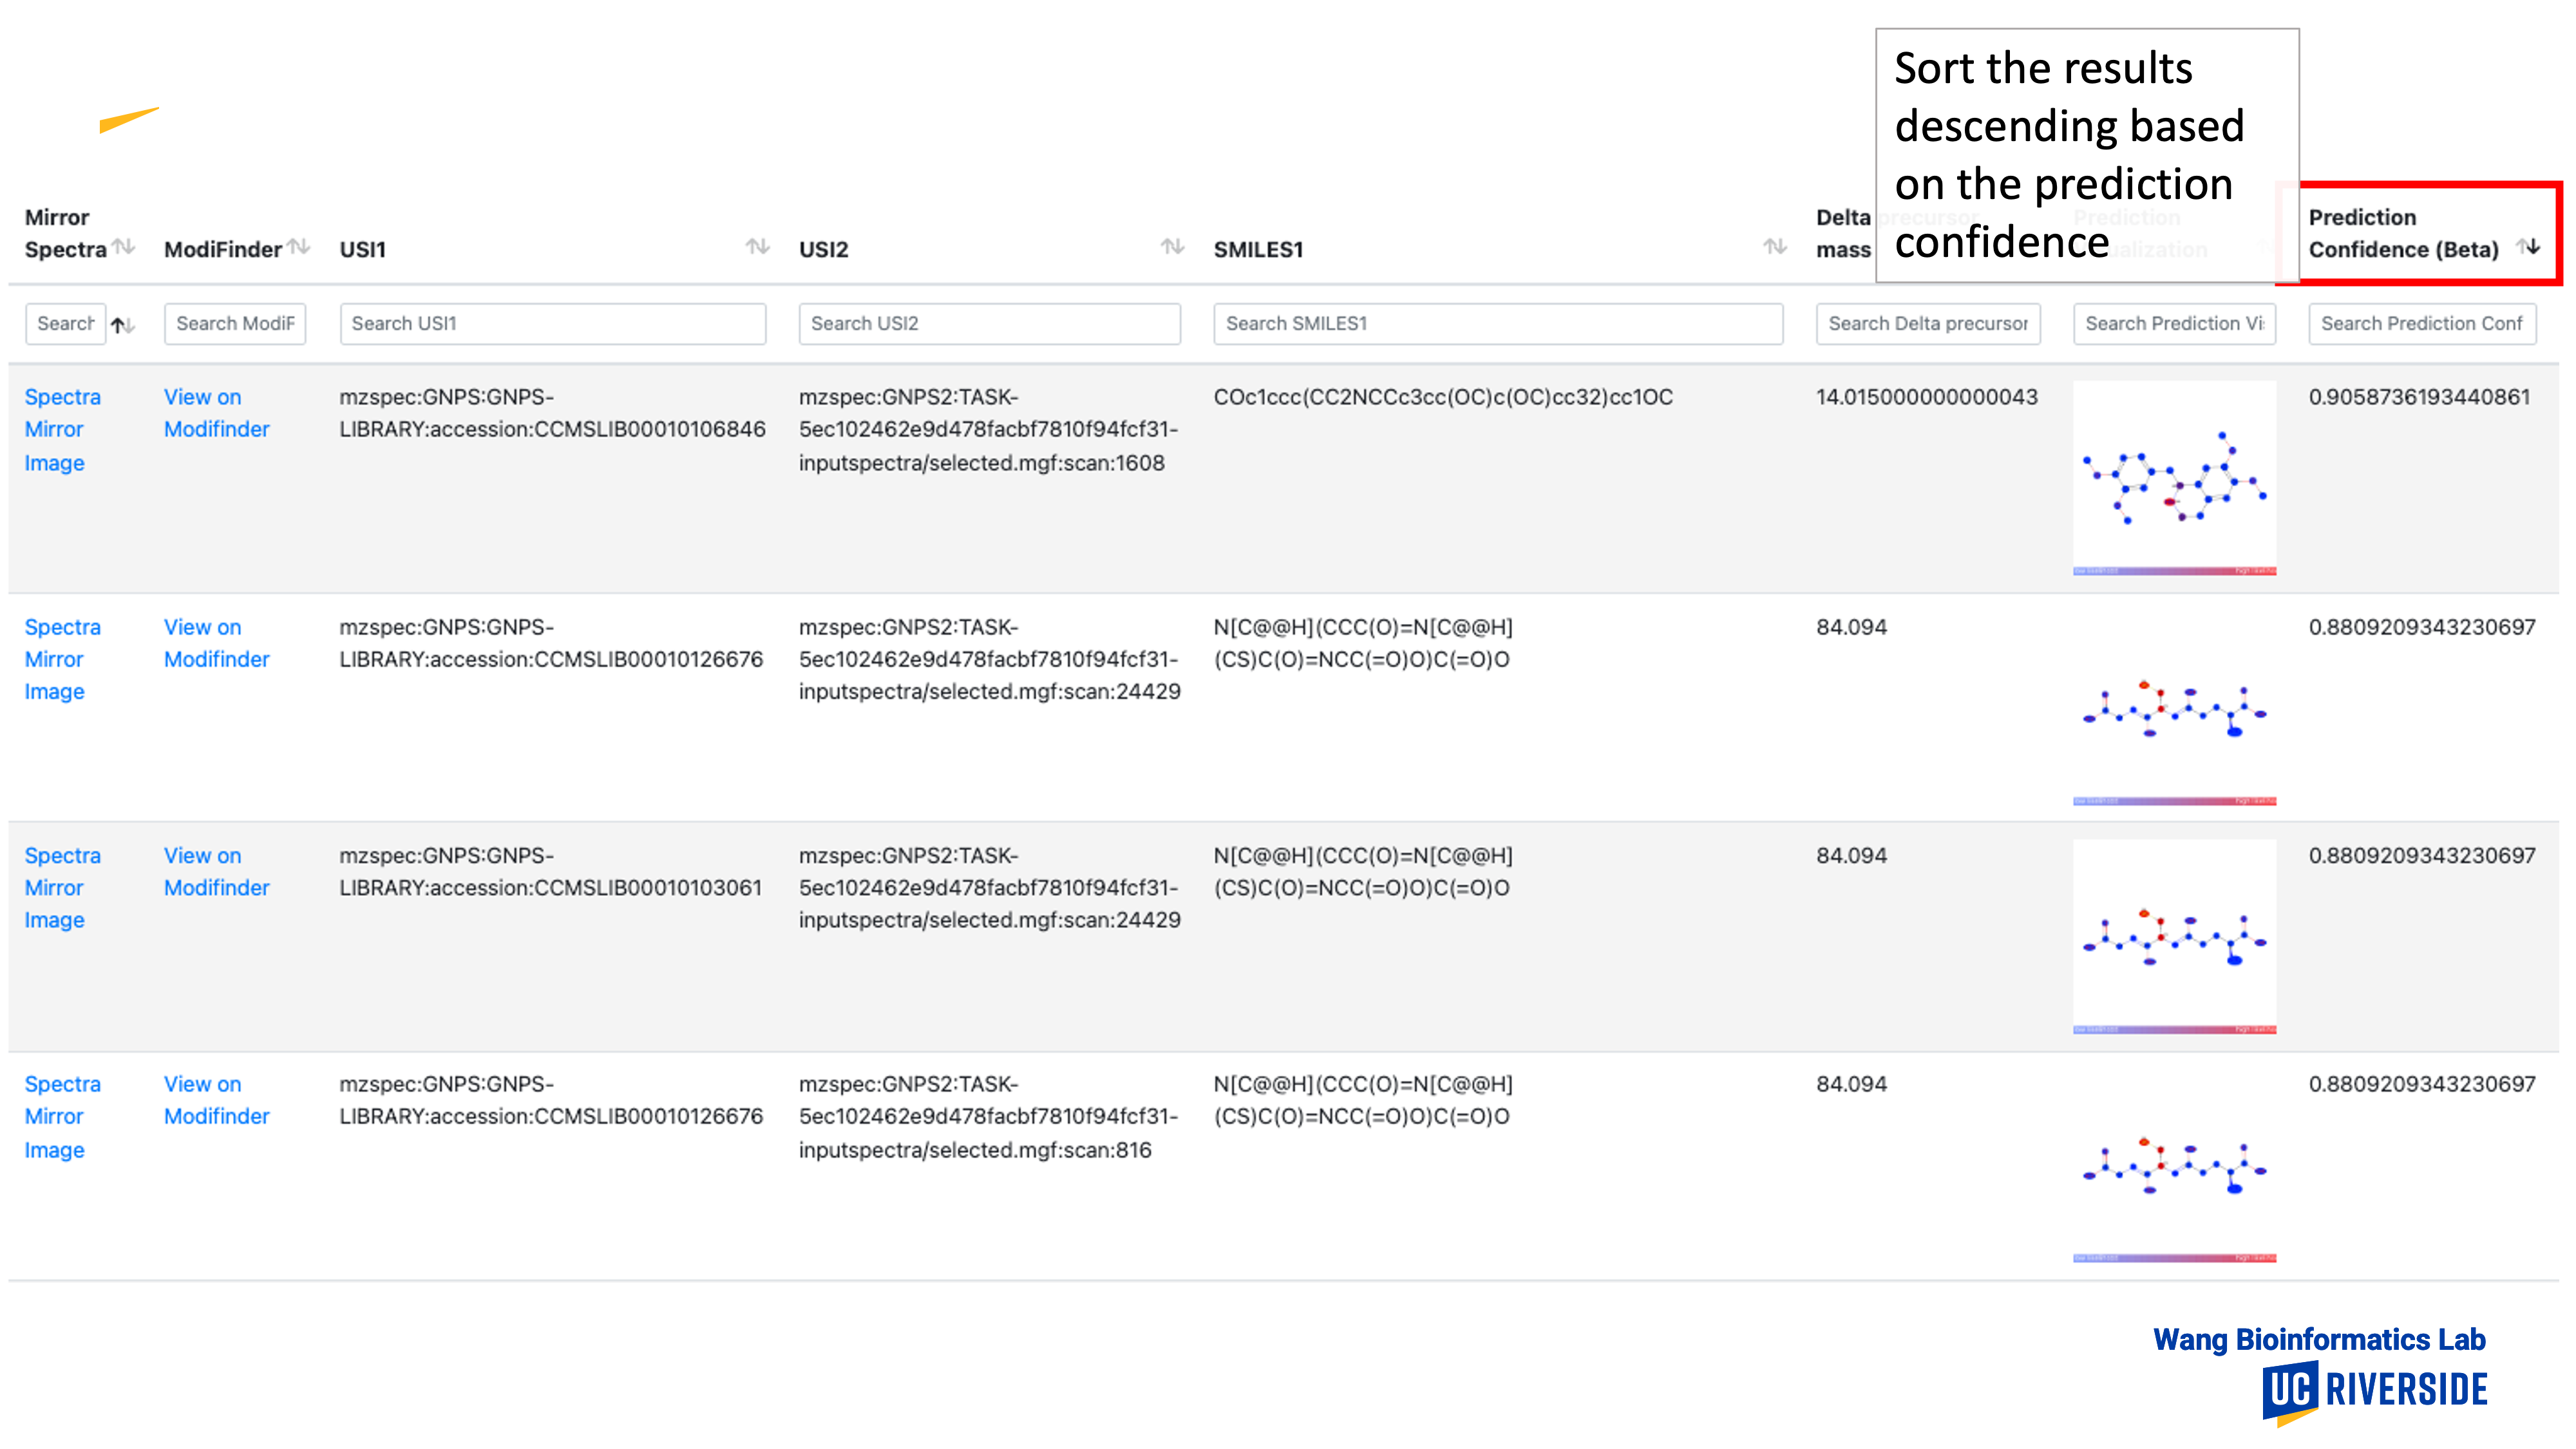 Sort the results
descending based
on the prediction
confidence
Mirror
Spectra
ModiFinder
USI1
USI2
SMILES1
Delta precursor
mass
Prediction
ualization
Prediction
Confidence (Beta)
Search
Search ModiF
Search USI1
Search USI2
Search SMILES1
Search Delta precursor
Search Prediction Vi
Search Prediction Conf
Spectra
Mirror
Image
View on
Modifinder
mzspec:GNPS:GNPS-
LIBRARY:accession:CCMSLIB00010106846
mzspec:GNPS2:TASK-
5ec102462e9d478facbf7810f94fcf31-
inputspectra/selected.mgf:scan:1608
COc1ccc(CC2NCCc3cc(OC)c(OC)cc32)cc1OC
14.015000000000043
0.9058736193440861
Spectra
Mirror
Image
View on
Modifinder
mzspec:GNPS:GNPS-
LIBRARY:accession:CCMSLIB00010126676
mzspec:GNPS2:TASK-
5ec102462e9d478facbf7810f94fcf31-
inputspectra/selected.mgf:scan:24429
N[C@@H](CCC(O)=N[C@@H]
(CS)C(O)=NCC(=O)O)C(=O)O
84.094
0.8809209343230697
Spectra
Mirror
Image
View on
Modifinder
mzspec:GNPS:GNPS-
LIBRARY:accession:CCMSLIB00010103061
mzspec:GNPS2:TASK-
5ec102462e9d478facbf7810f94fcf31-
inputspectra/selected.mgf:scan:24429
N[C@@H](CCC(O)=N[C@@H]
(CS)C(O)=NCC(=O)O)C(=O)O
84.094
0.8809209343230697
Spectra
Mirror
Image
View on
Modifinder
mzspec:GNPS:GNPS-
LIBRARY:accession:CCMSLIB00010126676
mzspec:GNPS2:TASK-
5ec102462e9d478facbf7810f94fcf31-
inputspectra/selected.mgf:scan:816
N[C@@H](CCC(O)=N[C@@H]
(CS)C(O)=NCC(=O)O)C(=O)O
84.094
0.8809209343230697
Wang Bioinformatics Lab
UC RIVERSIDE